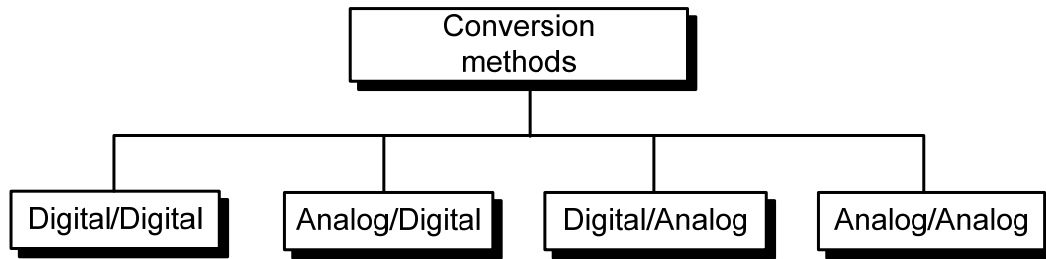 Conversion
methods
Digital/Digital
Analog/Digital
Digital/Analog
Analog/Analog